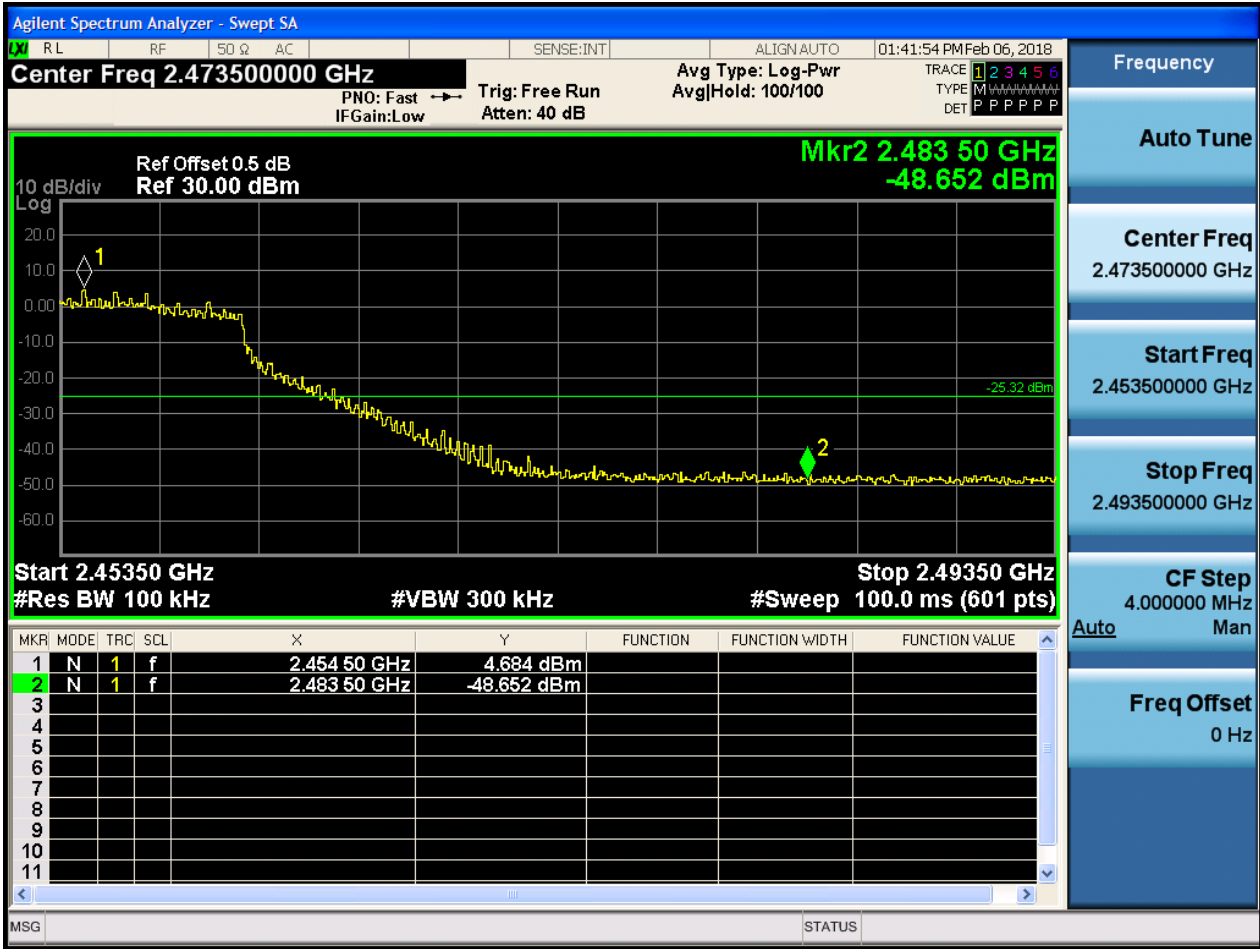 Agilent Spectrum Analyzer - Swept SA
LXI RL RF 50 Ω AC SENSE:INT ALIGN AUTO 01:41:54 PM Feb 06, 2018
Center Freq 2.473500000 GHz
PNO: Fast
IFGain:Low
Trig: Free Run
Atten: 40 dB
Avg Type: Log-Pwr
Avg|Hold: 100/100
TRACE 1 2 3 4 5 6
TYPE M WWWWW
DET P P P P P P
Mkr2 2.483 50 GHz
-48.652 dBm
Ref Offset 0.5 dB
10 dB/div Ref 30.00 dBm
Log
20.0
10.0
0.00
-10.0
-20.0
-30.0
-40.0
-50.0
-60.0
1
2
-25.32 dBm
Start 2.45350 GHz Stop 2.49350 GHz
#Res BW 100 kHz #VBW 300 kHz #Sweep 100.0 ms (601 pts)
MKR MODE TRC SCL X Y FUNCTION FUNCTION WIDTH FUNCTION VALUE
1 N 1 f 2.454 50 GHz 4.684 dBm
2 N 1 f 2.483 50 GHz -48.652 dBm
3
4
5
6
7
8
9
10
11
MSG STATUS
Frequency
Auto Tune
Center Freq
2.473500000 GHz
Start Freq
2.453500000 GHz
Stop Freq
2.493500000 GHz
CF Step
4.000000 MHz
Auto Man
Freq Offset
0 Hz